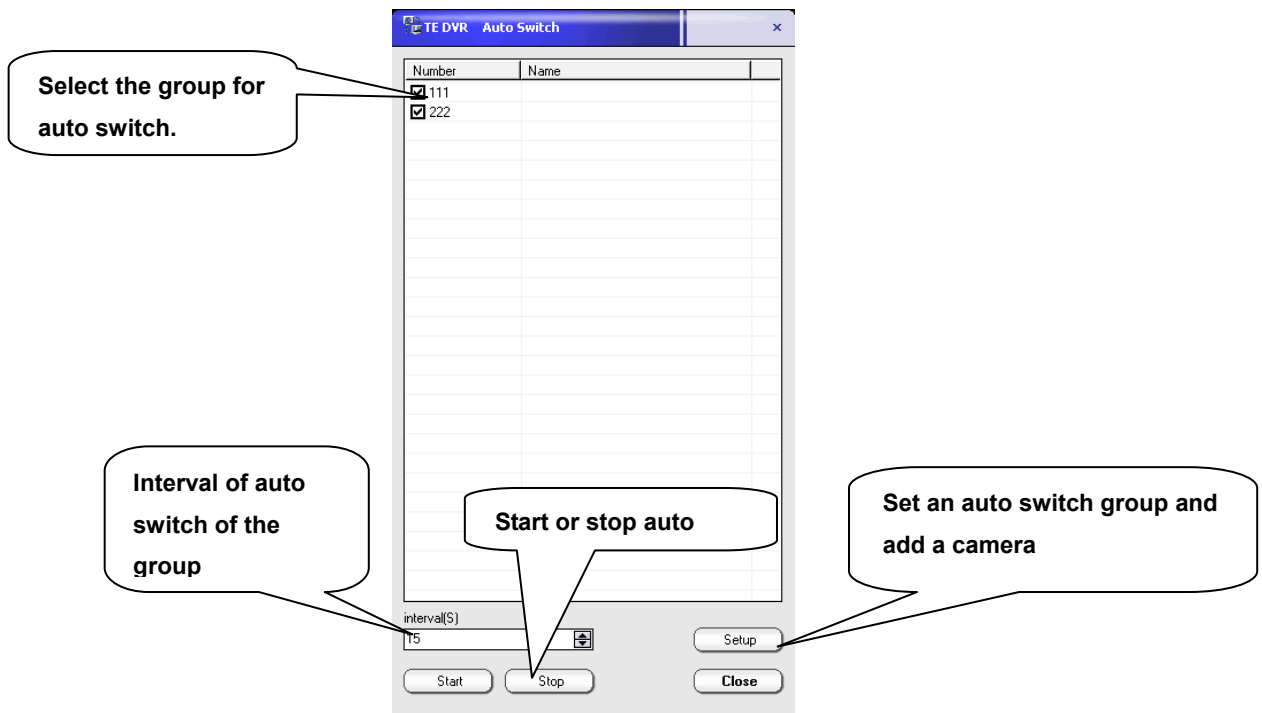 TE DVR Auto Switch
×
Number Name
111
222
Select the group for
auto switch.
Interval of auto
switch of the
group
Start or stop auto
Set an auto switch group and
add a camera
interval(S)
15
Setup
Start Stop Close